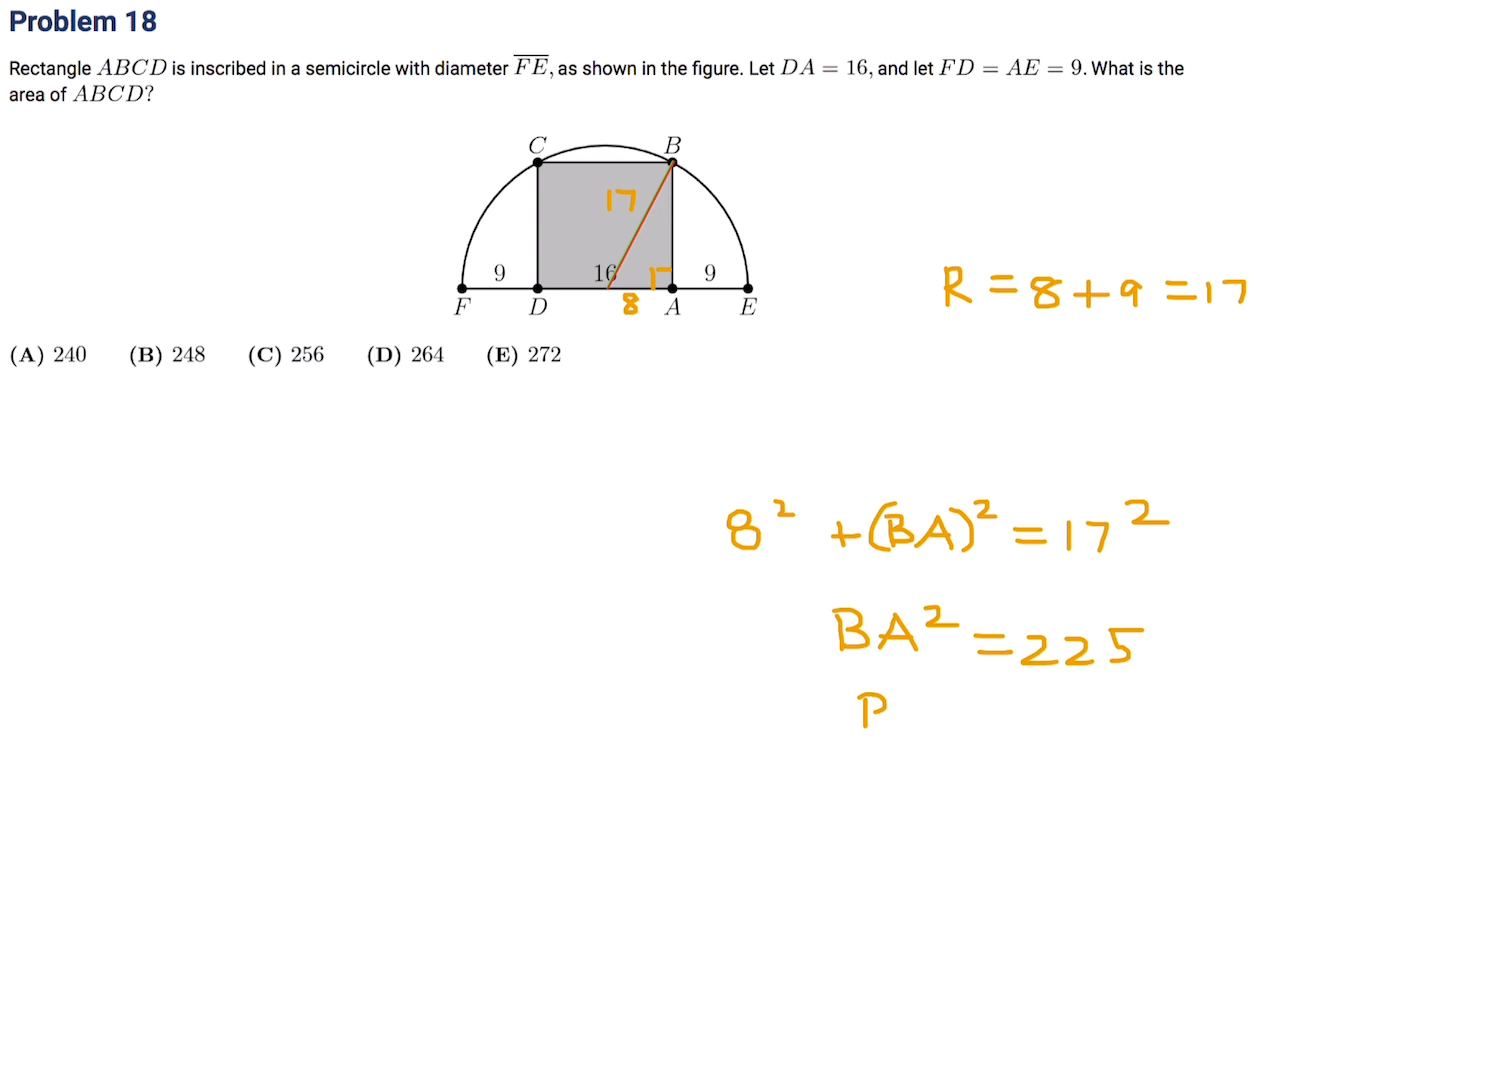 Problem 18
Rectangle ABCD is inscribed in a semicircle with diameter F̅E̅, as shown in the figure. Let DA = 16, and let FD = AE = 9. What is the
area of ABCD?
C B
17
9 16 9
F D 8 A E
R = 8 + 9 = 17
(A) 240 (B) 248 (C) 256 (D) 264 (E) 272
8² + (BA)² = 17²
BA² = 225
P